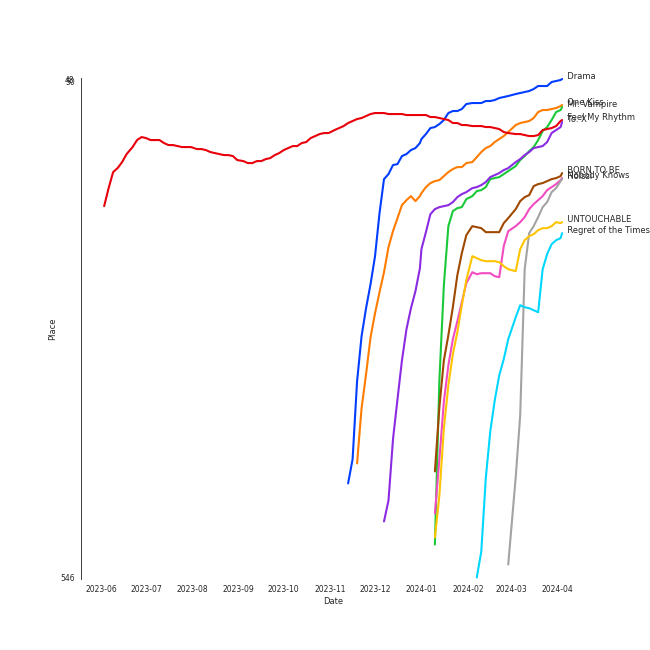 Drama
48
50
One Kiss
Mr. Vampire
Feel My Rhythm
To. X
BORN TO BE
Nobody Knows
UNTOUCHABLE
Regret of the Times
Place
546
2023-06
2023-07
2023-08
2023-09
2023-10
2023-11
2023-12
2024-01
2024-02
2024-03
2024-04
Date